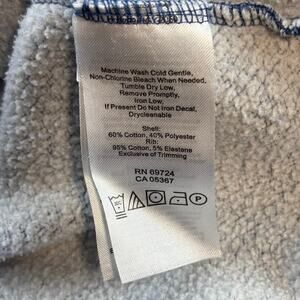 Machine Wash Cold Gentle,
Non-Chlorine Bleach When Needed,
Tumble Dry Low,
Remove Promptly,
Iron Low,
If Present Do Not Iron Decal,
Drycleanable
Shell:
60% Cotton, 40% Polyester
Rib:
95% Cotton, 5% Elastene
Exclusive of Trimming
RN 69724
CA 05367
P